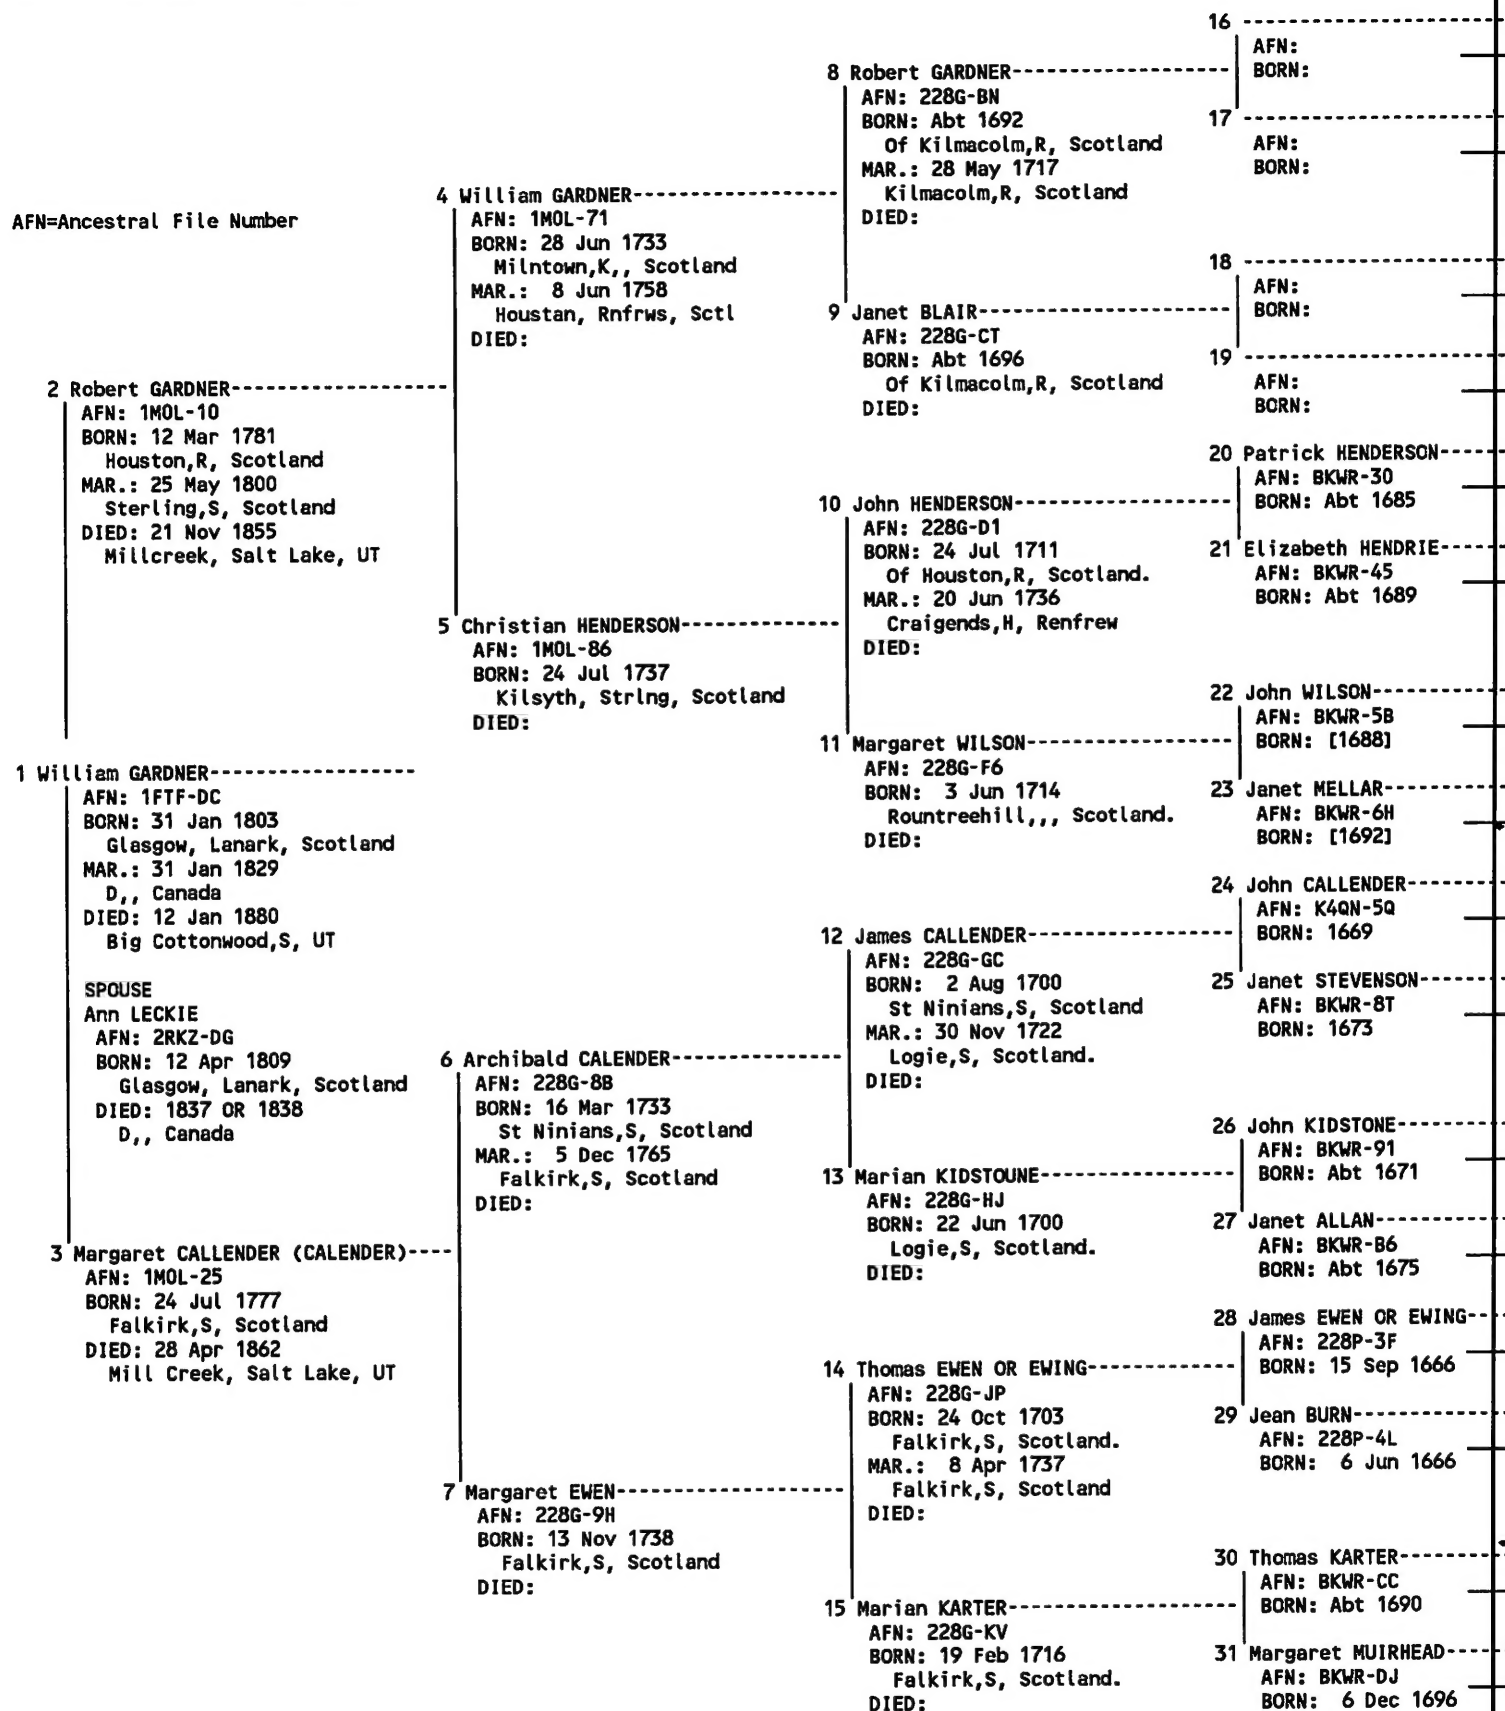 AFN=Ancestral File Number
1 William GARDNER
AFN: 1FTF-DC
BORN: 31 Jan 1803
Glasgow, Lanark, Scotland
MAR.: 31 Jan 1829
D,, Canada
DIED: 12 Jan 1880
Big Cottonwood,S, UT
SPOUSE
Ann LECKIE
AFN: 2RKZ-DG
BORN: 12 Apr 1809
Glasgow, Lanark, Scotland
DIED: 1837 OR 1838
D,, Canada
2 Robert GARDNER
AFN: 1M0L-10
BORN: 12 Mar 1781
Houston,R, Scotland
MAR.: 25 May 1800
Sterling,S, Scotland
DIED: 21 Nov 1855
Millcreek, Salt Lake, UT
3 Margaret CALLENDER (CALENDER)
AFN: 1M0L-25
BORN: 24 Jul 1777
Falkirk,S, Scotland
DIED: 28 Apr 1862
Mill Creek, Salt Lake, UT
4 William GARDNER
AFN: 1M0L-71
BORN: 28 Jun 1733
Milntown,K,, Scotland
MAR.: 8 Jun 1758
Houstan, Rnfrws, Sctl
DIED:
5 Christian HENDERSON
AFN: 1M0L-86
BORN: 24 Jul 1737
Kilsyth, Strlng, Scotland
DIED:
6 Archibald CALENDER
AFN: 228G-8B
BORN: 16 Mar 1733
St Ninians,S, Scotland
MAR.: 5 Dec 1765
Falkirk,S, Scotland
DIED:
7 Margaret EWEN
AFN: 228G-9H
BORN: 13 Nov 1738
Falkirk,S, Scotland
DIED:
8 Robert GARDNER
AFN: 228G-BN
BORN: Abt 1692
Of Kilmacolm,R, Scotland
MAR.: 28 May 1717
Kilmacolm,R, Scotland
DIED:
9 Janet BLAIR
AFN: 228G-CT
BORN: Abt 1696
Of Kilmacolm,R, Scotland
DIED:
10 John HENDERSON
AFN: 228G-D1
BORN: 24 Jul 1711
Of Houston,R, Scotland.
MAR.: 20 Jun 1736
Craigends,H, Renfrew
DIED:
11 Margaret WILSON
AFN: 228G-F6
BORN: 3 Jun 1714
Rountreehill,,, Scotland.
DIED:
12 James CALLENDER
AFN: 228G-GC
BORN: 2 Aug 1700
St Ninians,S, Scotland
MAR.: 30 Nov 1722
Logie,S, Scotland.
DIED:
13 Marian KIDSTOUNE
AFN: 228G-HJ
BORN: 22 Jun 1700
Logie,S, Scotland.
DIED:
14 Thomas EWEN OR EWING
AFN: 228G-JP
BORN: 24 Oct 1703
Falkirk,S, Scotland.
MAR.: 8 Apr 1737
Falkirk,S, Scotland
DIED:
15 Marian KARTER
AFN: 228G-KV
BORN: 19 Feb 1716
Falkirk,S, Scotland.
DIED:
16
AFN:
BORN:
17
AFN:
BORN:
18
AFN:
BORN:
19
AFN:
BORN:
20 Patrick HENDERSON
AFN: BKWR-30
BORN: Abt 1685
21 Elizabeth HENDRIE
AFN: BKWR-45
BORN: Abt 1689
22 John WILSON
AFN: BKWR-5B
BORN: [1688]
23 Janet MELLAR
AFN: BKWR-6H
BORN: [1692]
24 John CALLENDER
AFN: K4QN-5Q
BORN: 1669
25 Janet STEVENSON
AFN: BKWR-8T
BORN: 1673
26 John KIDSTONE
AFN: BKWR-91
BORN: Abt 1671
27 Janet ALLAN
AFN: BKWR-B6
BORN: Abt 1675
28 James EWEN OR EWING
AFN: 228P-3F
BORN: 15 Sep 1666
29 Jean BURN
AFN: 228P-4L
BORN: 6 Jun 1666
30 Thomas KARTER
AFN: BKWR-CC
BORN: Abt 1690
31 Margaret MUIRHEAD
AFN: BKWR-DJ
BORN: 6 Dec 1696